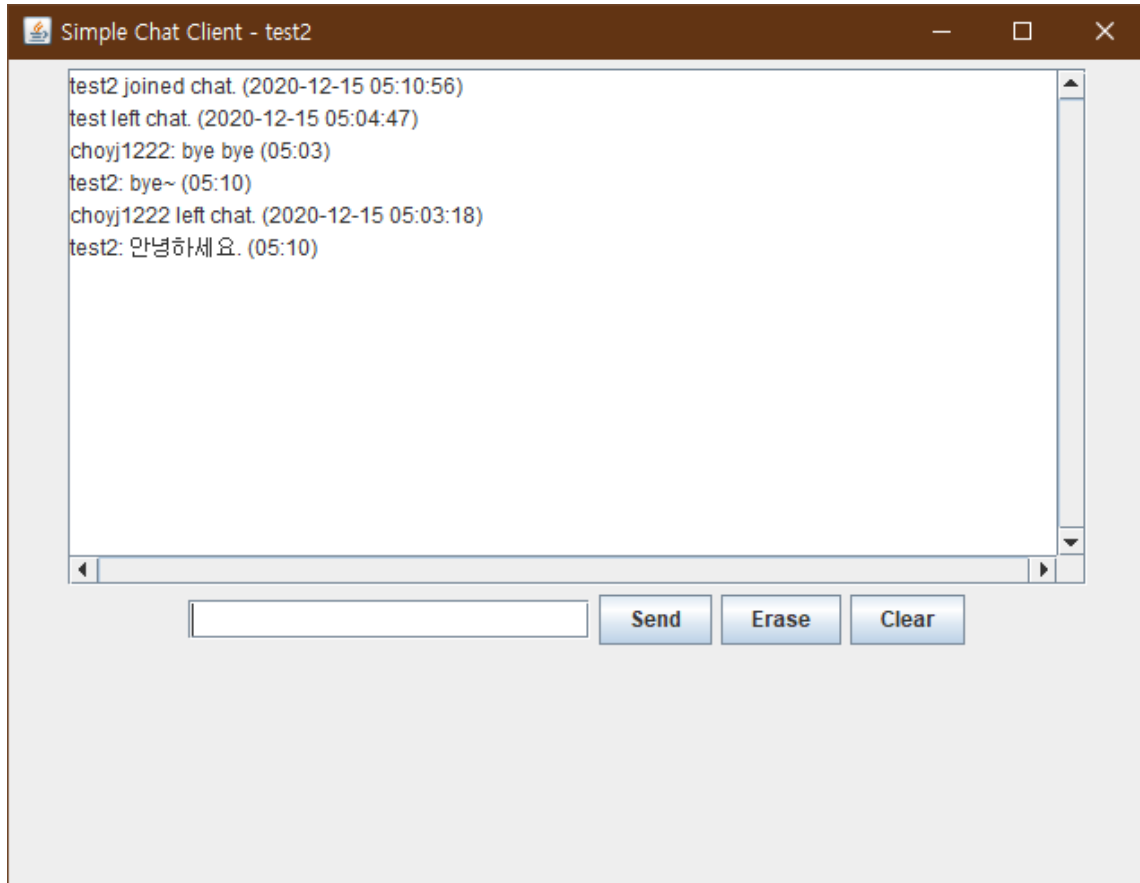 Simple Chat Client - test2
test2 joined chat. (2020-12-15 05:10:56)
test left chat. (2020-12-15 05:04:47)
choyj1222: bye bye (05:03)
test2: bye~ (05:10)
choyj1222 left chat. (2020-12-15 05:03:18)
test2: 안녕하세요. (05:10)
Send Erase Clear